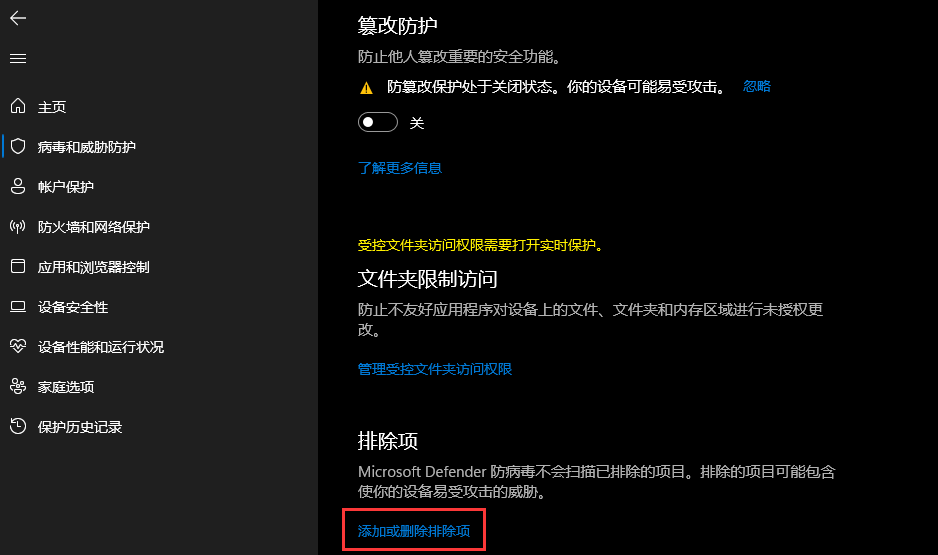 篡改防护
防止他人篡改重要的安全功能。
防篡改保护处于关闭状态。你的设备可能易受攻击。 忽略
关
了解更多信息
主页
病毒和威胁防护
帐户保护
防火墙和网络保护
应用和浏览器控制
设备安全性
设备性能和运行状况
家庭选项
保护历史记录
受控文件夹访问权限需要打开实时保护。
文件夹限制访问
防止不友好应用程序对设备上的文件、文件夹和内存区域进行未授权更
改。
管理受控文件夹访问权限
排除项
Microsoft Defender 防病毒不会扫描已排除的项目。排除的项目可能包含
使你的设备易受攻击的威胁。
添加或删除排除项